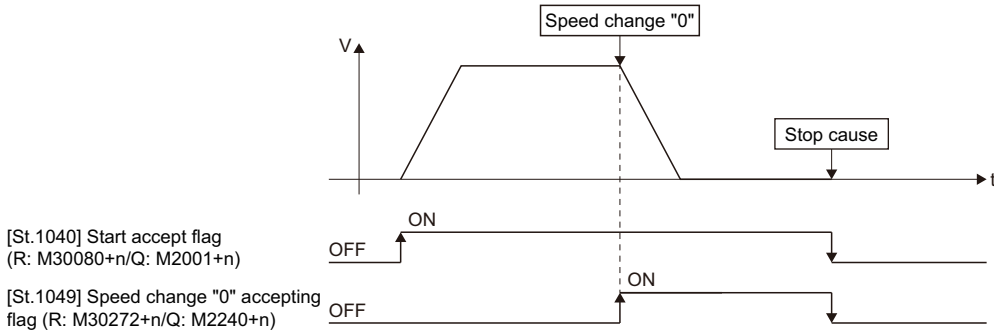 Speed change "0"
V
Stop cause
t
ON
[St.1040] Start accept flag
OFF
(R: M30080+n/Q: M2001+n)
ON
[St.1049] Speed change "0" accepting
OFF
flag (R: M30272+n/Q: M2240+n)